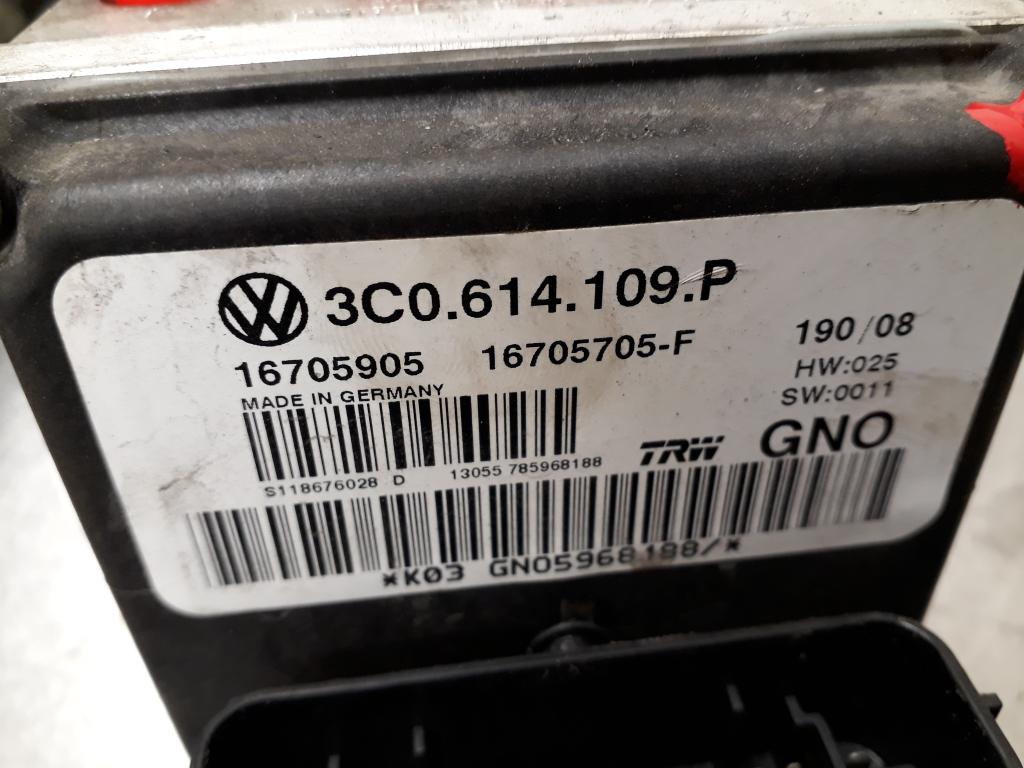 3C0.614.109.P
16705905 16705705-F 190/08
MADE IN GERMANY HW:025
SW:0011
S118676028 D 13055 785968188 TRW GNO
*K03 GNO5968188/*